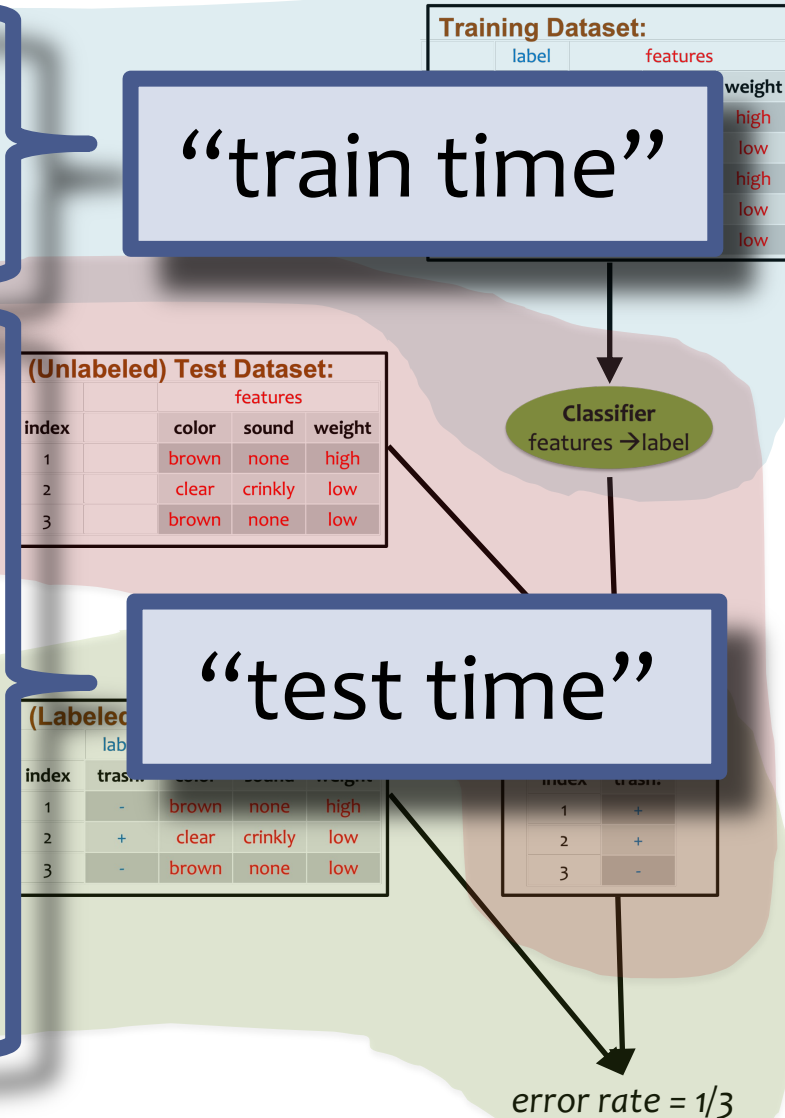 Training Dataset:
label features
weight
high
low
high
low
low
“train time”
(Unlabeled) Test Dataset:
features
index color sound weight
1 brown none high
2 clear crinkly low
3 brown none low
Classifier
features →label
“test time”
(Labeled
lab
index
1 - brown none high
2 + clear crinkly low
3 - brown none low
index trash?
1 +
2 +
3 -
error rate = 1/3